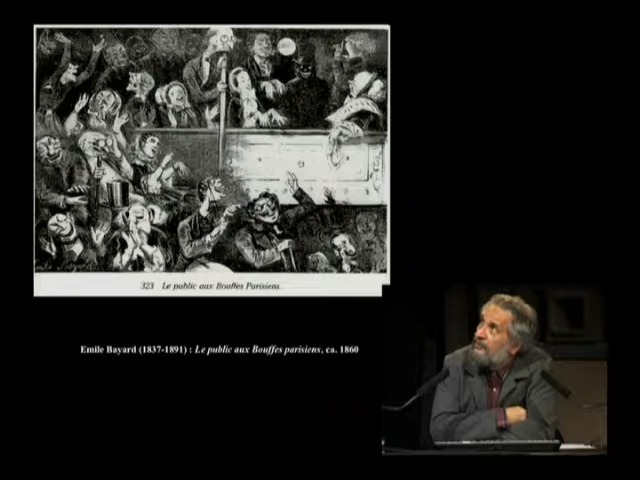 323 Le public aux Bouffes Parisiens.
Emile Bayard (1837-1891) : Le public aux Bouffes parisiens, ca. 1860